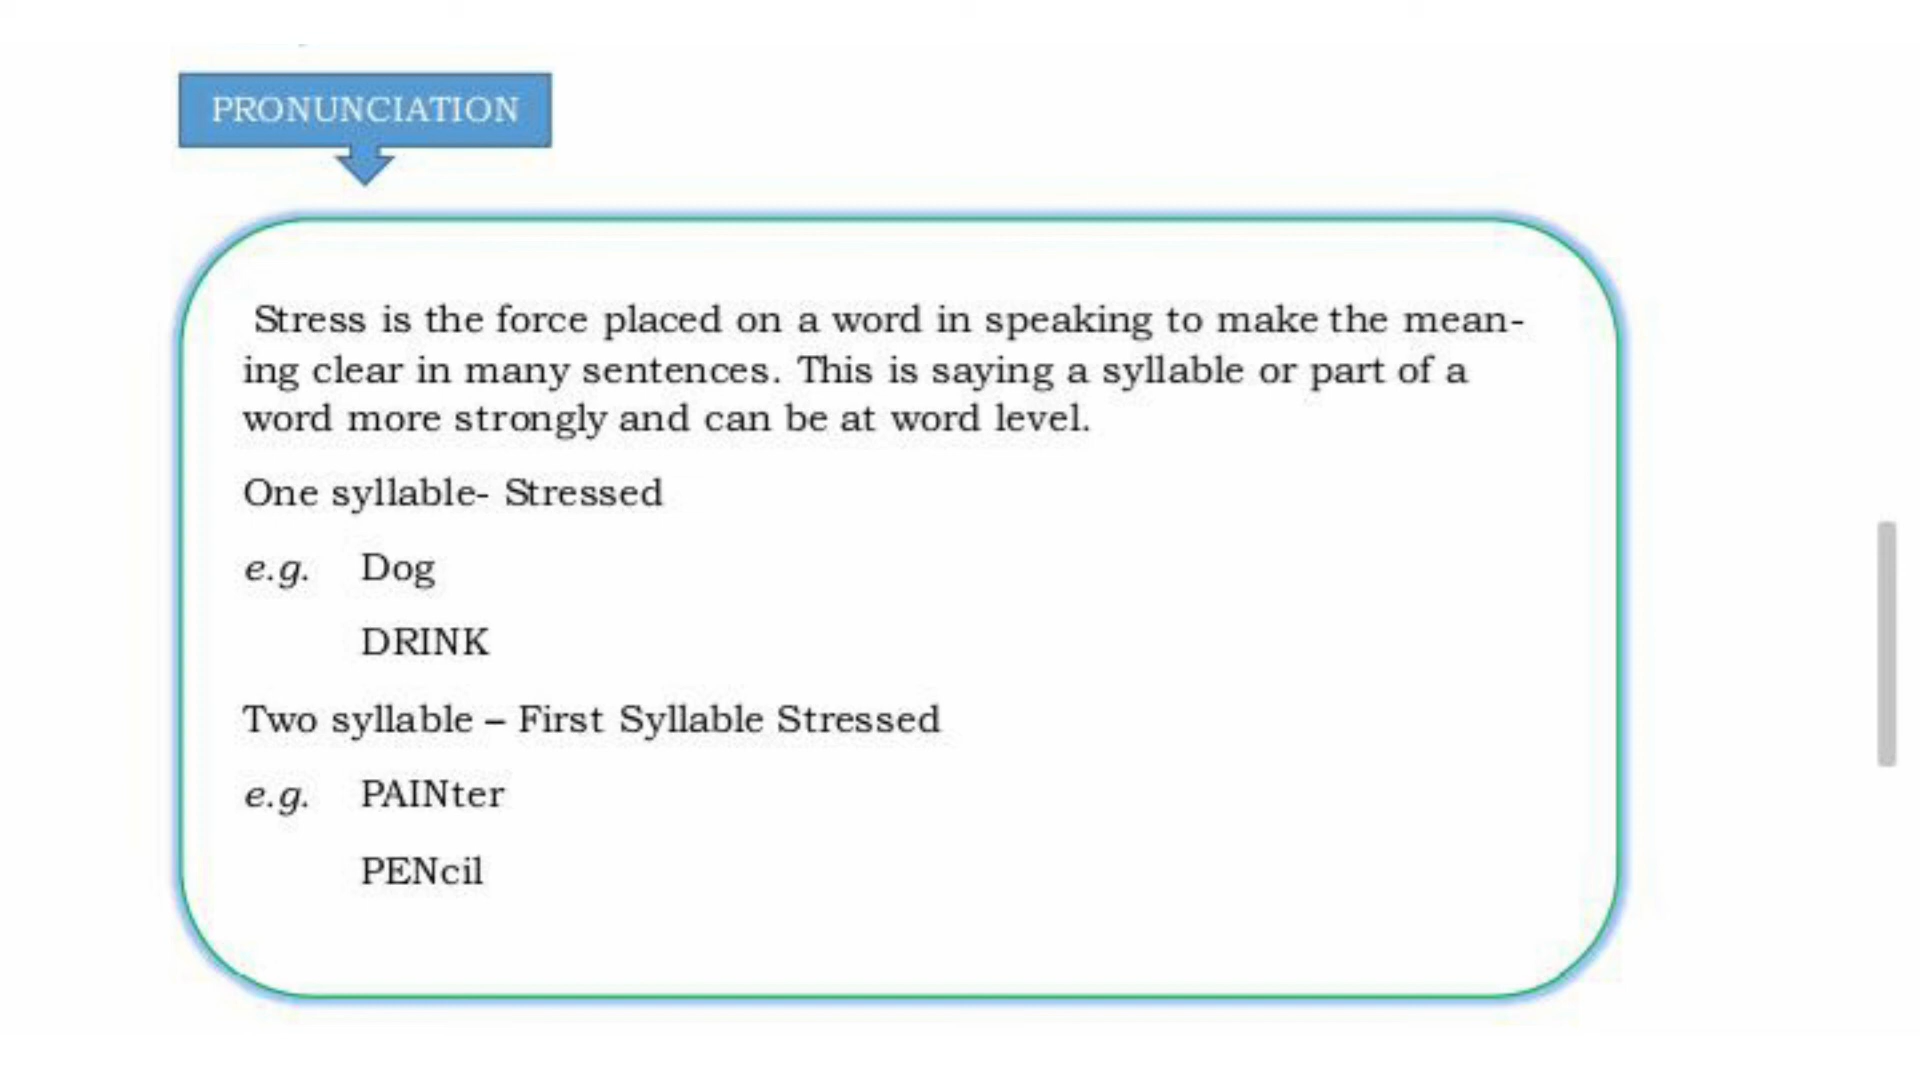 PRONUNCIATION
Stress is the force placed on a word in speaking to make the mean-
ing clear in many sentences. This is saying a syllable or part of a
word more strongly and can be at word level.
One syllable- Stressed
e.g. Dog
DRINK
Two syllable – First Syllable Stressed
e.g. PAINter
PENcil